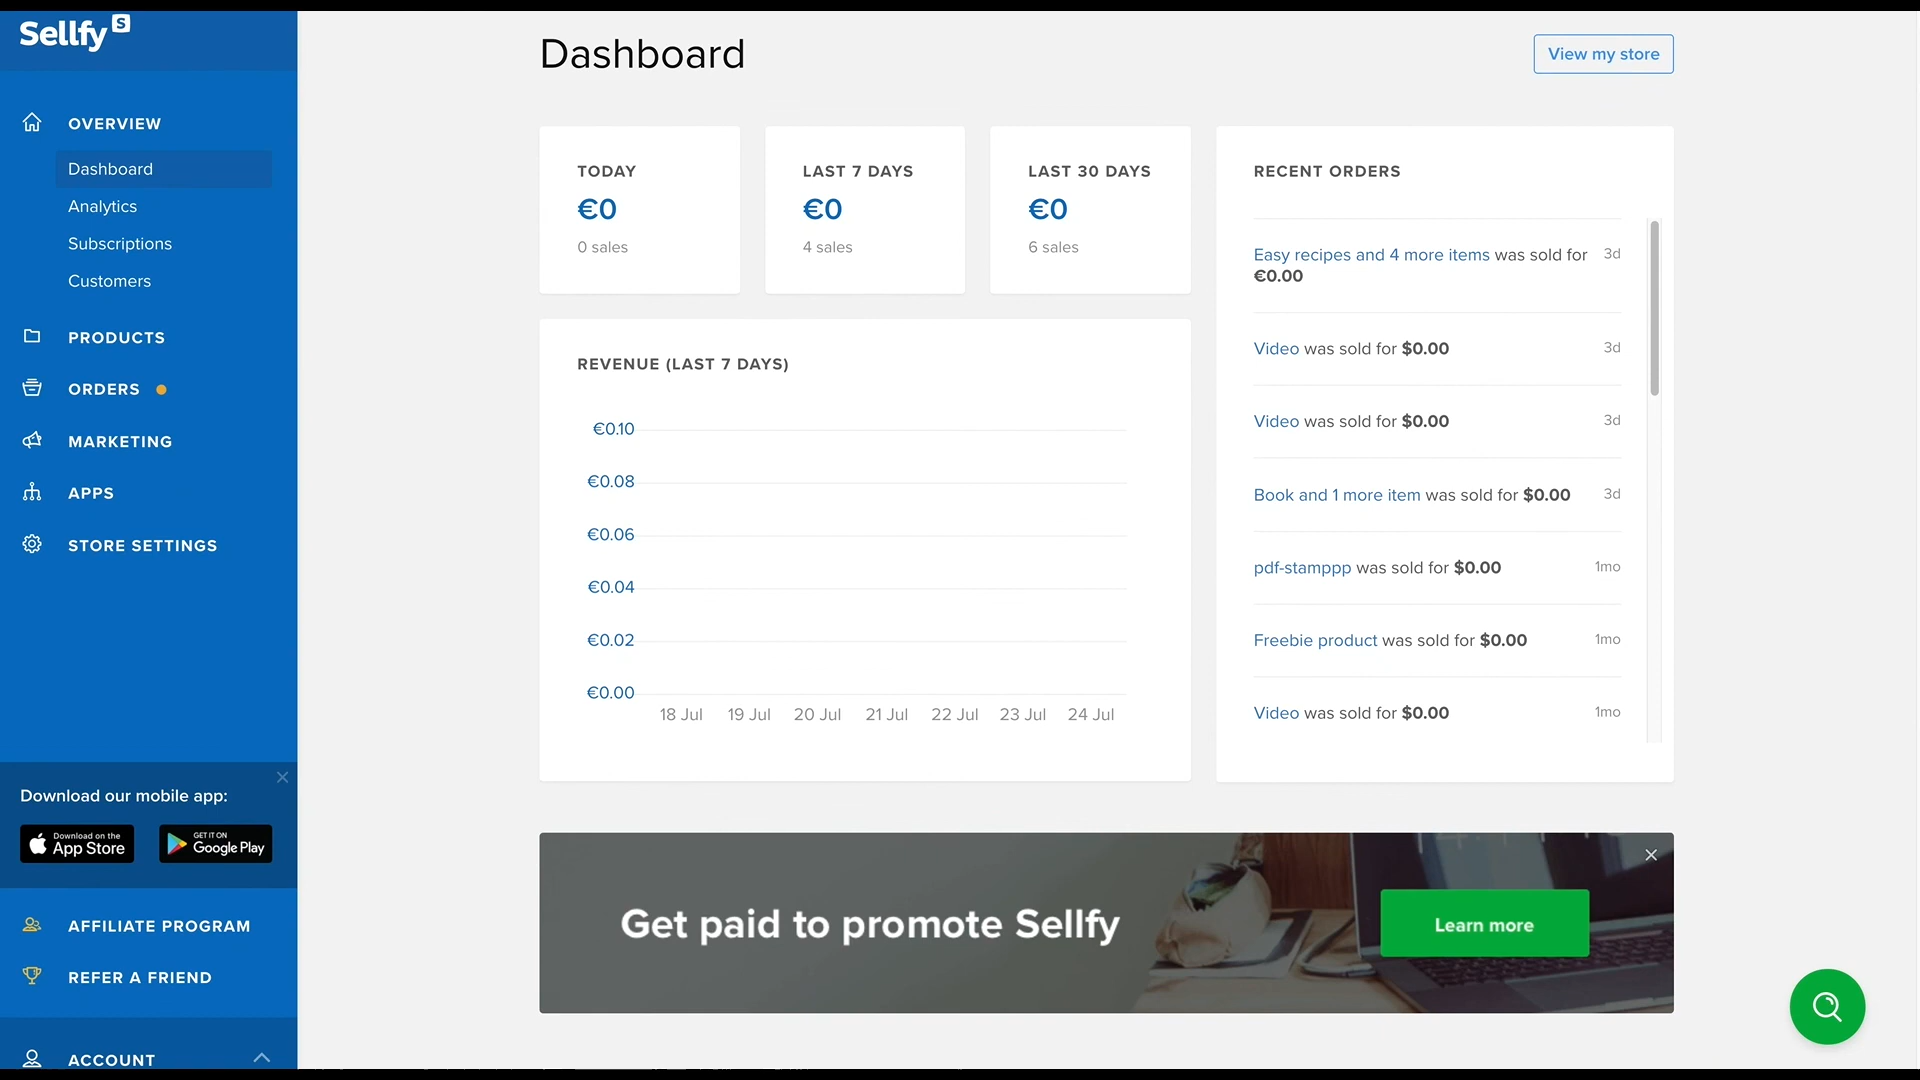 Sellfy S
OVERVIEW
Dashboard
Analytics
Subscriptions
Customers
PRODUCTS
ORDERS
MARKETING
APPS
STORE SETTINGS
Download our mobile app:
Download on the
App Store
GET IT ON
Google Play
AFFILIATE PROGRAM
REFER A FRIEND
ACCOUNT
Dashboard
View my store
TODAY
€0
0 sales
LAST 7 DAYS
€0
4 sales
LAST 30 DAYS
€0
6 sales
REVENUE (LAST 7 DAYS)
€0.10
€0.08
€0.06
€0.04
€0.02
€0.00
18 Jul 19 Jul 20 Jul 21 Jul 22 Jul 23 Jul 24 Jul
RECENT ORDERS
Easy recipes and 4 more items was sold for 3d
€0.00
Video was sold for $0.00 3d
Video was sold for $0.00 3d
Book and 1 more item was sold for $0.00 3d
pdf-stamppp was sold for $0.00 1mo
Freebie product was sold for $0.00 1mo
Video was sold for $0.00 1mo
Get paid to promote Sellfy
Learn more